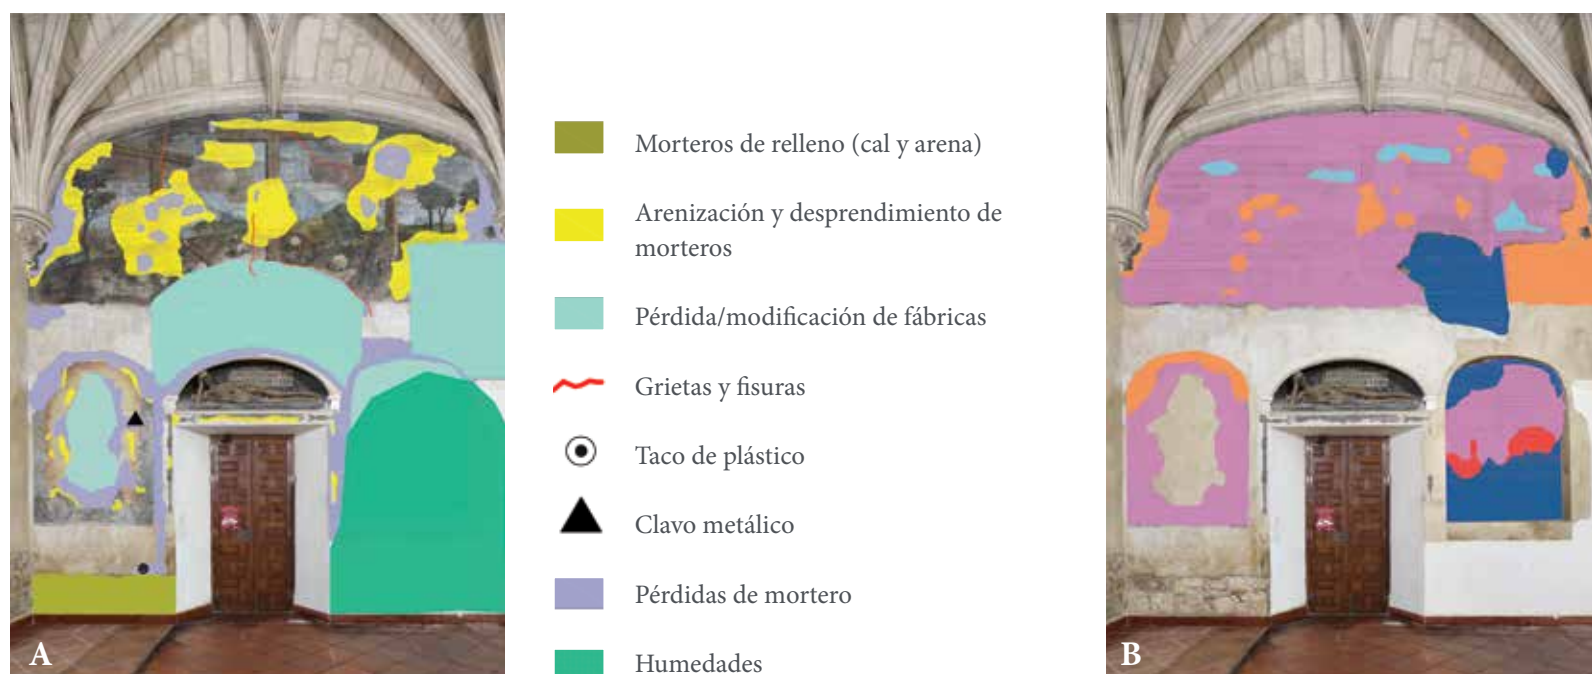 Morteros de relleno (cal y arena)
Arenización y desprendimiento de
morteros
Pérdida/modificación de fábricas
Grietas y fisuras
Taco de plástico
Clavo metálico
Pérdidas de mortero
Humedades
A
B